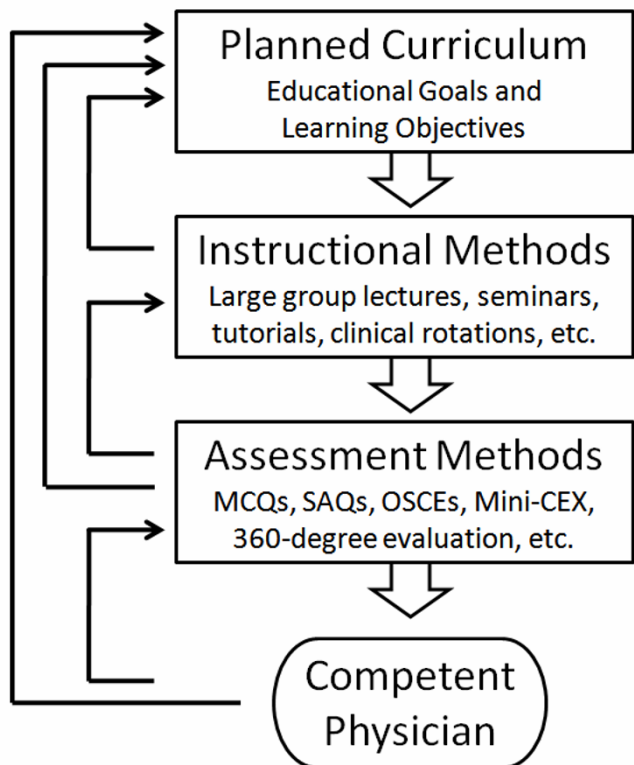 Planned Curriculum
Educational Goals and
Learning Objectives
Instructional Methods
Large group lectures, seminars,
tutorials, clinical rotations, etc.
Assessment Methods
MCQs, SAQs, OSCEs, Mini-CEX,
360-degree evaluation, etc.
Competent
Physician